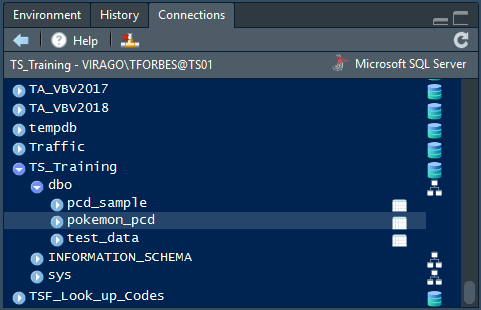 Environment History Connections
Help
TS_Training - VIRAGO\TFORBES@TS01 Microsoft SQL Server
TA_VBV2017
TA_VBV2018
tempdb
Traffic
TS_Training
dbo
pcd_sample
pokemon_pcd
test_data
INFORMATION_SCHEMA
sys
TSF_Look_up_Codes